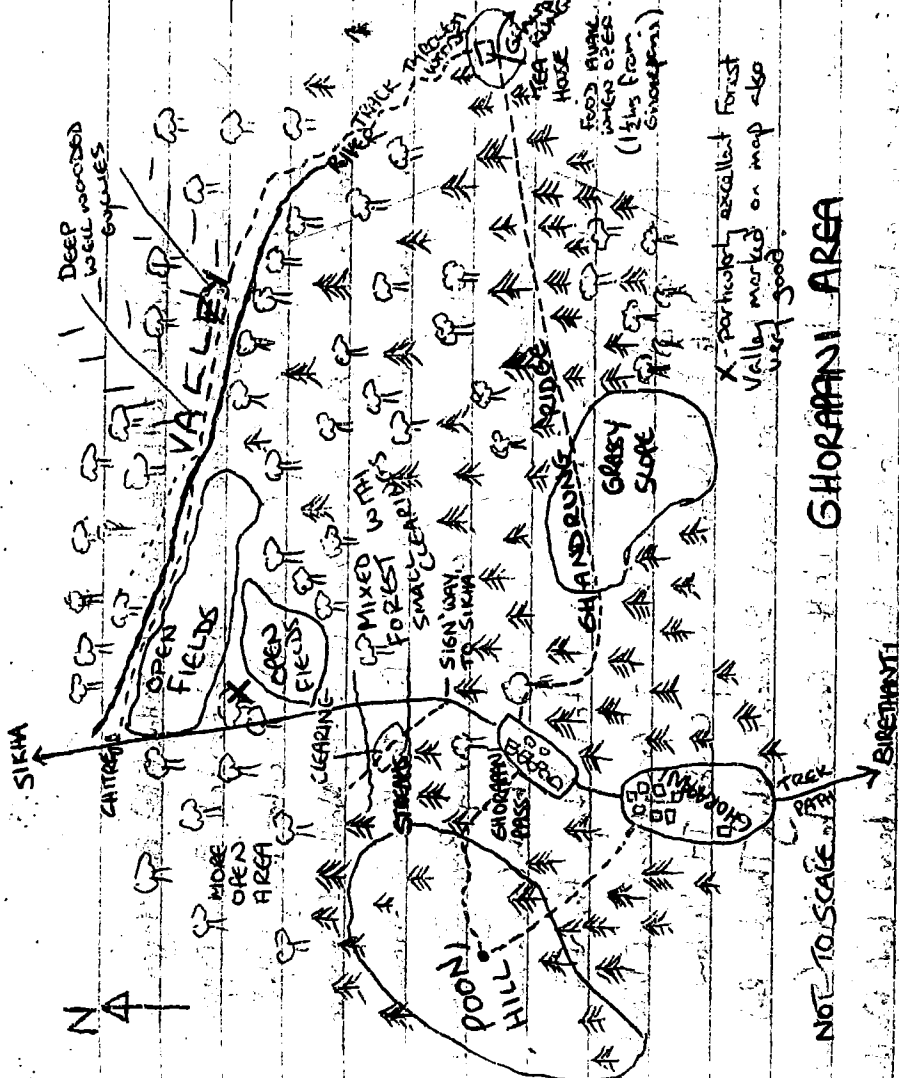 N
SIKHA
CHITRE
DEEP
WELL WOODED
GULLIES
VALLEY
RIVER
TRACK THROUGH
OPEN
FIELDS
OPEN
FIELDS
X
MORE
OPEN
AREA
CLEARING
MIXED
FOREST WITH
SMALL CLEARINGS
STREAMS
SIGN 'WAY
TO SIKHA
GHORAPANI
PASS
POON
HILL
GHORAPANI
GHANDRUNG RIDGE
GRASSY
SLOPE
TEA
HOUSE
FOOD AVAIL
WHEN OPEN.
(1½ hrs from
Ghorepani)
TREK
PATH
BIRETHANTI
NOT TO SCALE
X - particularly excellent Forest
Valley marked on map also
very good.
GHORAPANI AREA